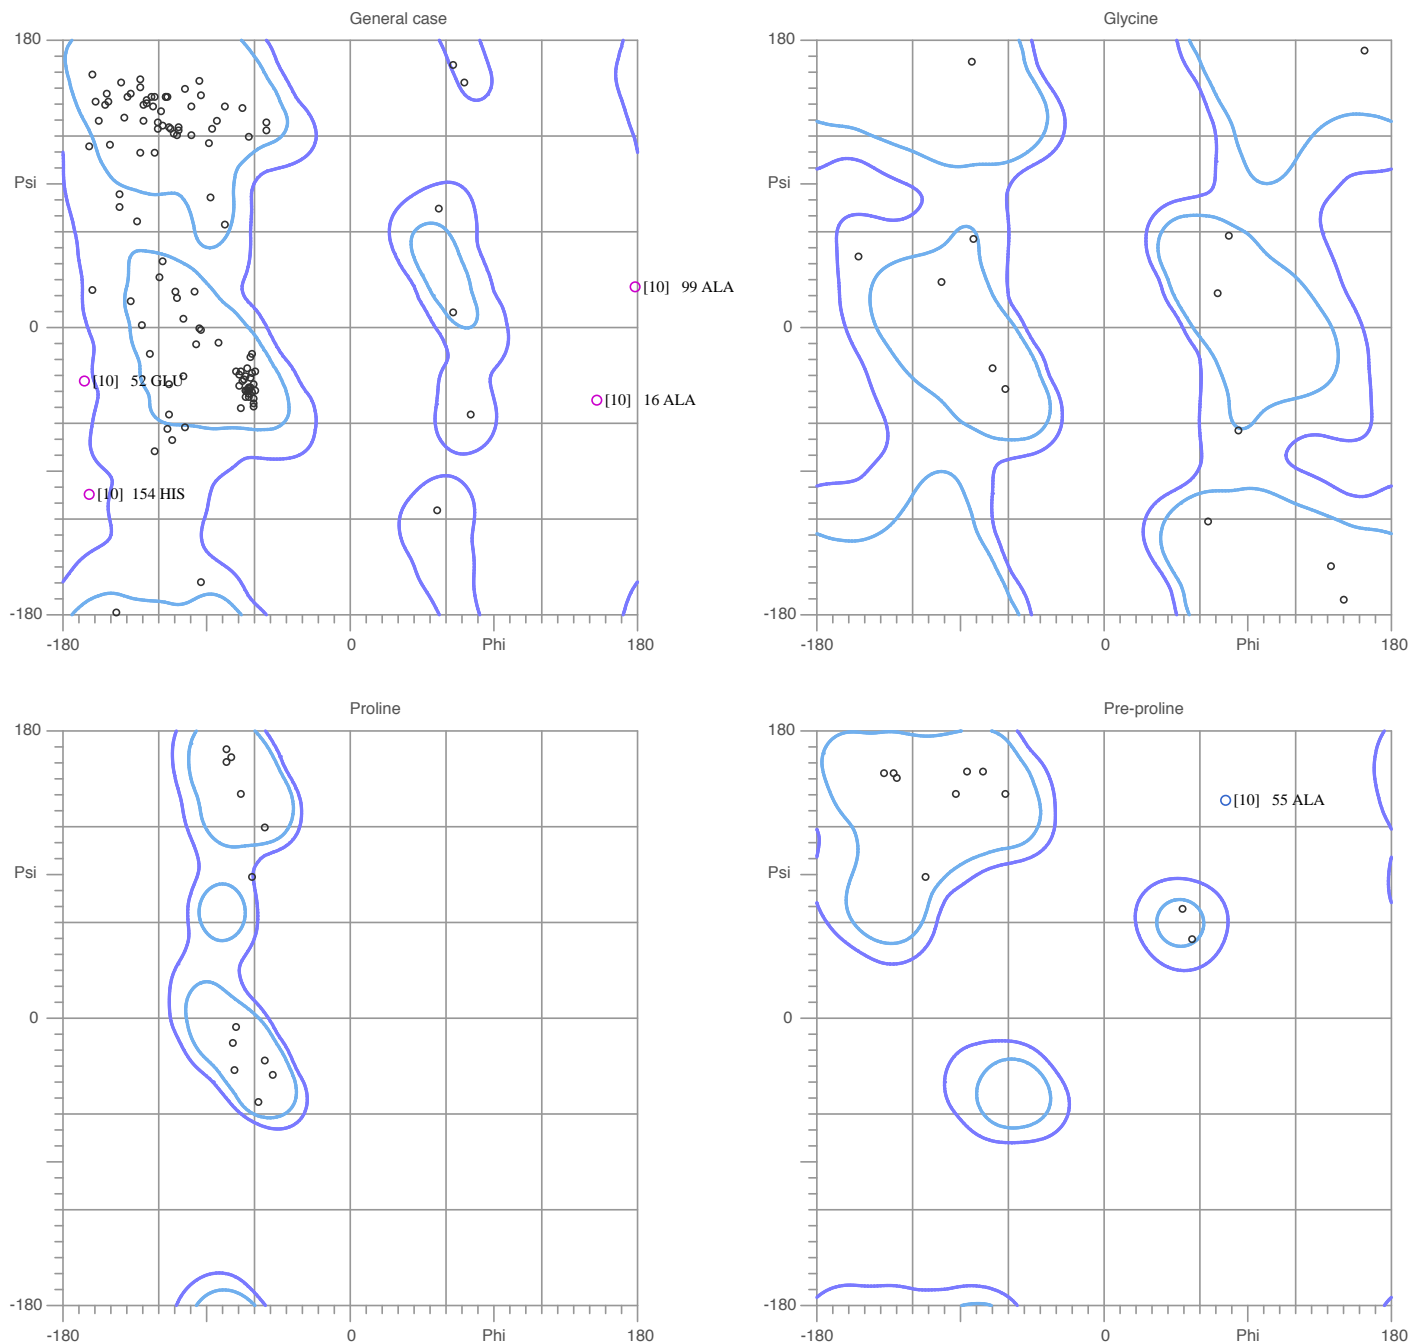 General case
Glycine
180
180
Psi
Psi
[10] 99 ALA
0
0
[10] 52 GLU
[10] 16 ALA
[10] 154 HIS
-180
-180
-180 0 Phi 180
-180 0 Phi 180
Proline
Pre-proline
180
180
[10] 55 ALA
Psi
Psi
0
0
-180
-180
-180 0 Phi 180
-180 0 Phi 180